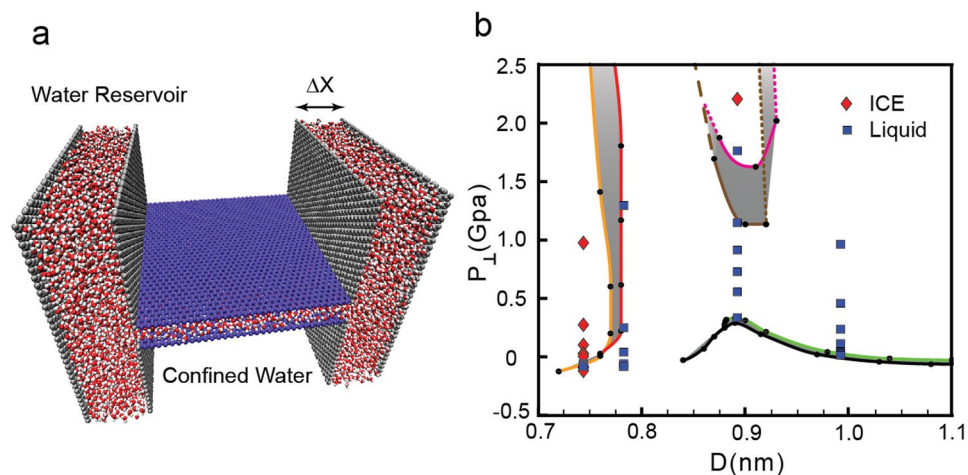 a
Water Reservoir
ΔX
Confined Water
b
P⊥(Gpa)
2.5
2.0
1.5
1.0
0.5
0
-0.5
ICE
Liquid
0.7 0.8 0.9 1.0 1.1
D(nm)